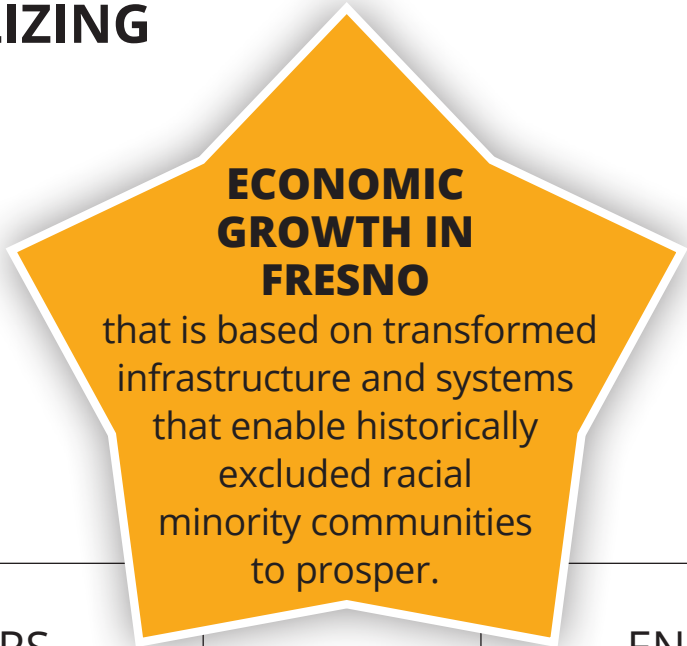 LIZING
ECONOMIC
GROWTH IN
FRESNO
that is based on transformed
infrastructure and systems
that enable historically
excluded racial
minority communities
to prosper.